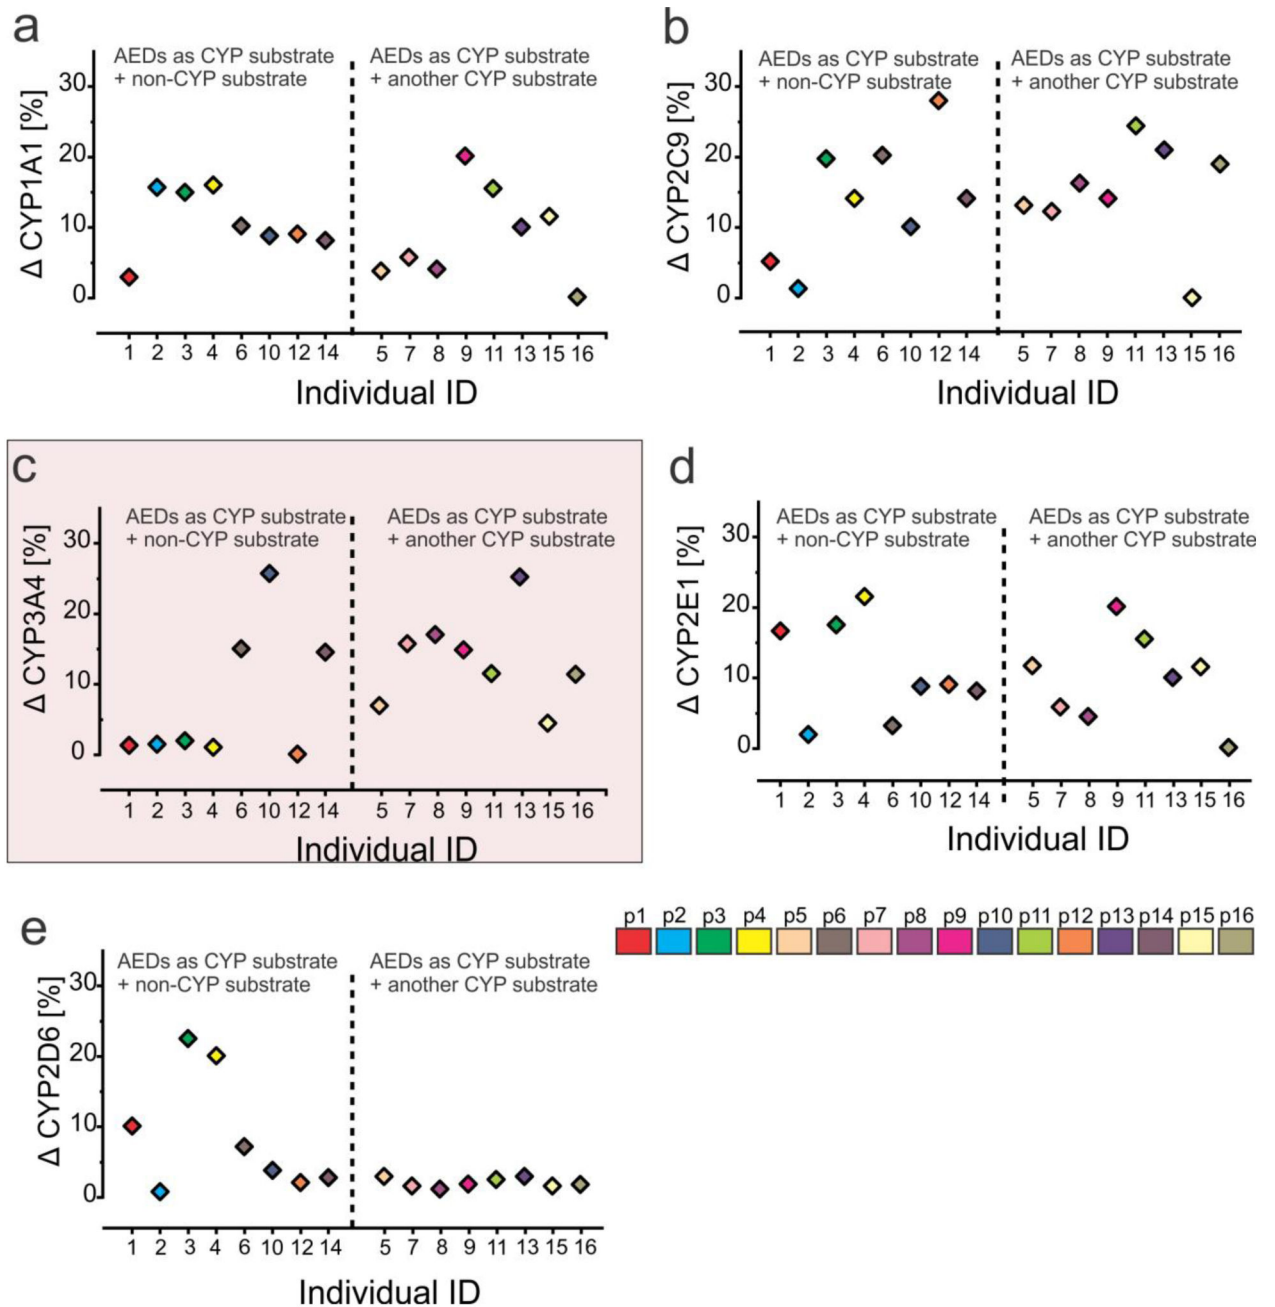 a
AEDs as CYP substrate
+ non-CYP substrate
AEDs as CYP substrate
+ another CYP substrate
Δ CYP1A1 [%]
30
20
10
0
1 2 3 4 6 10 12 14 5 7 8 9 11 13 15 16
Individual ID
b
AEDs as CYP substrate
+ non-CYP substrate
AEDs as CYP substrate
+ another CYP substrate
Δ CYP2C9 [%]
30
20
10
0
1 2 3 4 6 10 12 14 5 7 8 9 11 13 15 16
Individual ID
c
AEDs as CYP substrate
+ non-CYP substrate
AEDs as CYP substrate
+ another CYP substrate
Δ CYP3A4 [%]
30
20
10
0
1 2 3 4 6 10 12 14 5 7 8 9 11 13 15 16
Individual ID
d
AEDs as CYP substrate
+ non-CYP substrate
AEDs as CYP substrate
+ another CYP substrate
Δ CYP2E1 [%]
30
20
10
0
1 2 3 4 6 10 12 14 5 7 8 9 11 13 15 16
Individual ID
e
AEDs as CYP substrate
+ non-CYP substrate
AEDs as CYP substrate
+ another CYP substrate
Δ CYP2D6 [%]
30
20
10
0
1 2 3 4 6 10 12 14 5 7 8 9 11 13 15 16
Individual ID
p1 p2 p3 p4 p5 p6 p7 p8 p9 p10 p11 p12 p13 p14 p15 p16